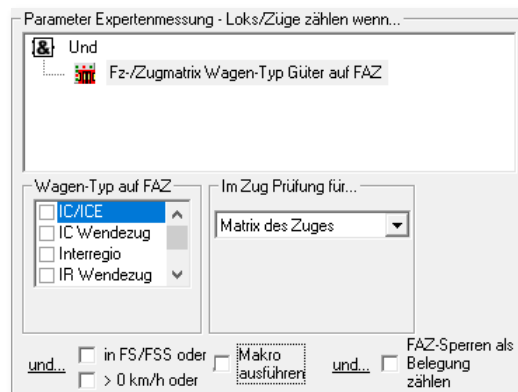 Parameter Expertenmessung - Loks/Züge zählen wenn...
& Und
Fz-/Zugmatrix Wagen-Typ Güter auf FAZ
Wagen-Typ auf FAZ
IC/ICE
IC Wendezug
Interregio
IR Wendezug
Im Zug Prüfung für...
Matrix des Zuges
und...
in FS/FSS oder
> 0 km/h oder
Makro
ausführen
und...
FAZ-Sperren als
Belegung
zählen